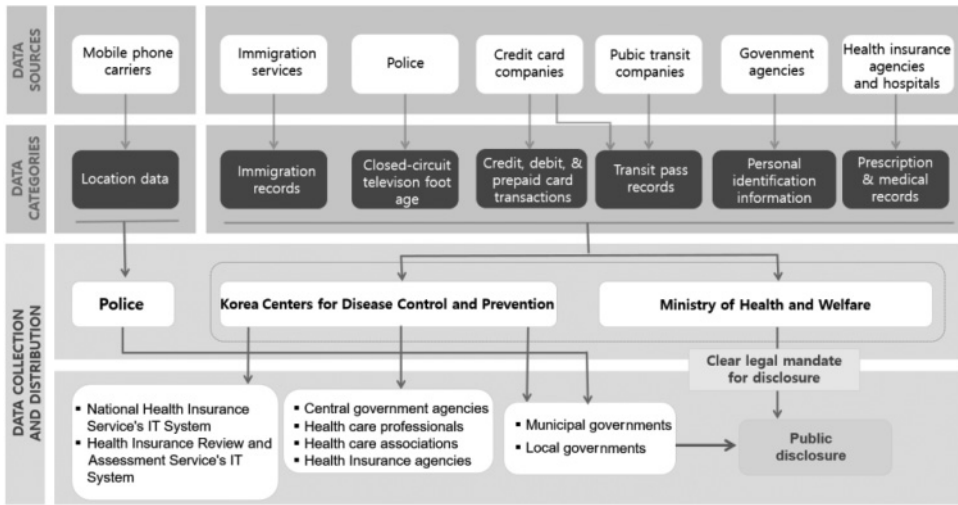 DATA
SOURCES
Mobile phone
carriers
Immigration
services
Police
Credit card
companies
Pubic transit
companies
Govenment
agencies
Health insurance
agencies
and hospitals
DATA
CATEGORIES
Location data
Immigration
records
Closed-circuit
televison foot
age
Credit, debit, &
prepaid card
transactions
Transit pass
records
Personal
identification
information
Prescription
& medical
records
DATA COLLECTION
AND DISTRIBUTION
Police
Korea Centers for Disease Control and Prevention
Ministry of Health and Welfare
Clear legal mandate
for disclosure
▪ National Health Insurance
Service's IT System
▪ Health Insurance Review and
Assessment Service's IT
System
▪ Central government agencies
▪ Health care professionals
▪ Health care associations
▪ Health Insurance agencies
▪ Municipal governments
▪ Local governments
Public
disclosure